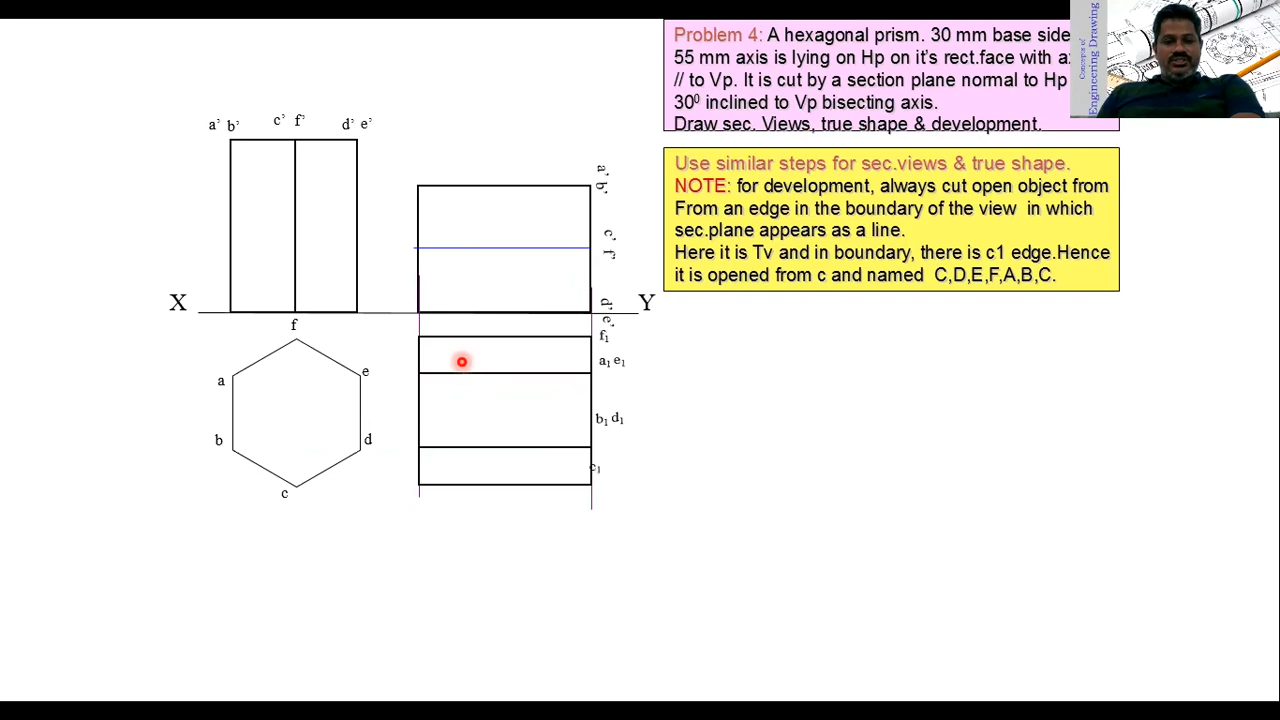 Problem 4: A hexagonal prism. 30 mm base side
55 mm axis is lying on Hp on it's rect.face with a
// to Vp. It is cut by a section plane normal to Hp
30⁰ inclined to Vp bisecting axis.
Draw sec. Views, true shape & development.
Concepts of
Engineering Drawing
Use similar steps for sec.views & true shape.
NOTE: for development, always cut open object from
From an edge in the boundary of the view in which
sec.plane appears as a line.
Here it is Tv and in boundary, there is c1 edge.Hence
it is opened from c and named C,D,E,F,A,B,C.
a' b' c' f' d' e'
a' b'
c' f'
d' e'
X Y
f
a e
b d
c
f₁
a₁ e₁
b₁ d₁
c₁